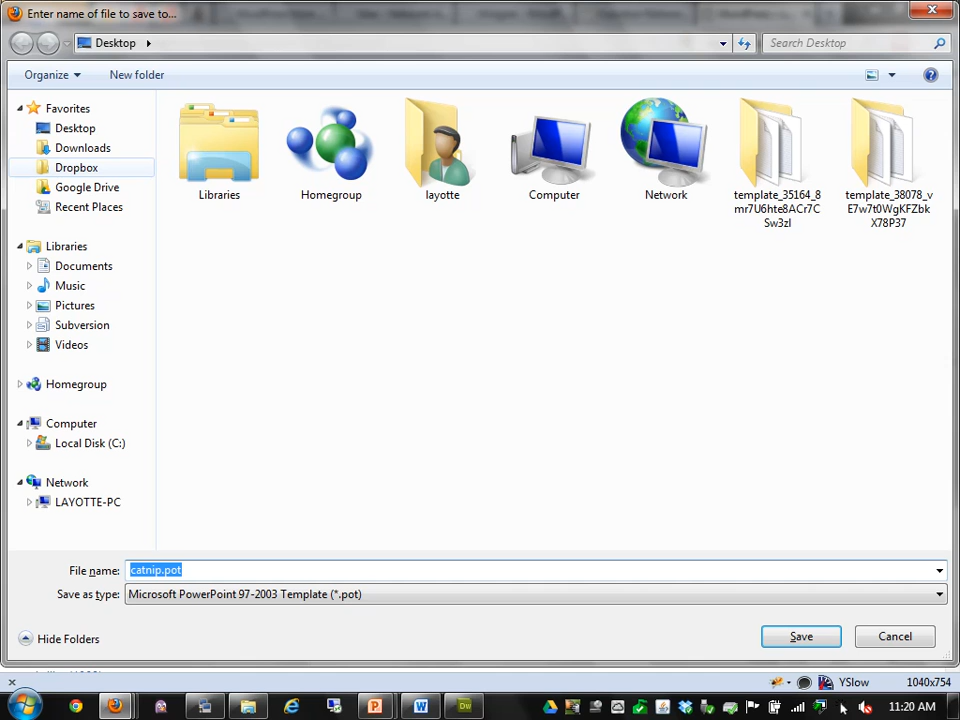 Enter name of file to save to...
Desktop
Search Desktop
Organize
New folder
Favorites
Desktop
Downloads
Dropbox
Google Drive
Recent Places
Libraries
Documents
Music
Pictures
Subversion
Videos
Homegroup
Computer
Local Disk (C:)
Network
LAYOTTE-PC
Libraries
Homegroup
layotte
Computer
Network
template_35164_8
mr7U6hte8ACr7C
Sw3zI
template_38078_v
E7w7t0WgKFZbk
X78P37
File name:
catnip.pot
Save as type:
Microsoft PowerPoint 97-2003 Template (*.pot)
Hide Folders
Save
Cancel
YSlow
1040x754
P
W
Dw
11:20 AM